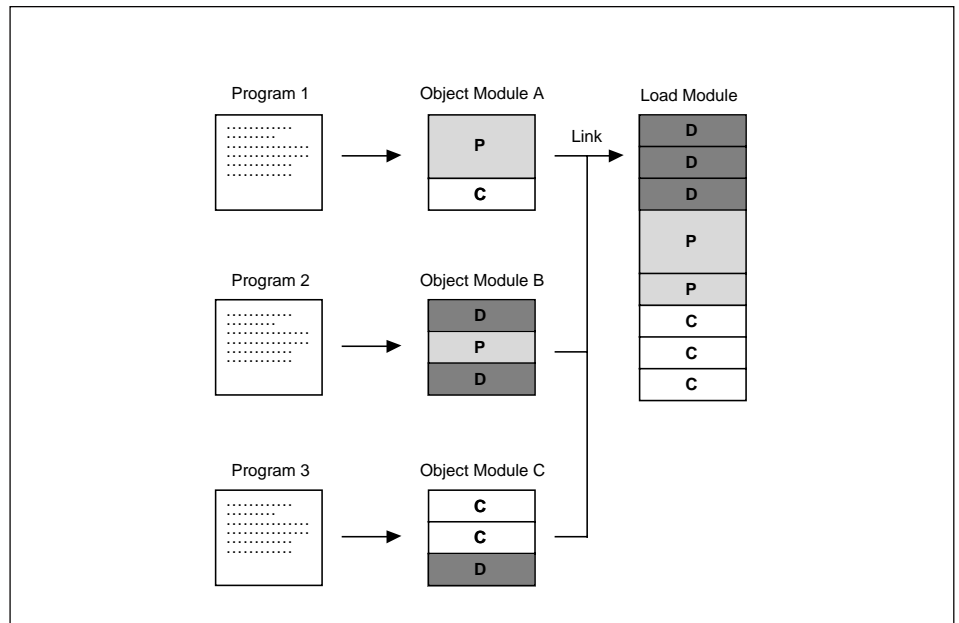 Program 1
Object Module A
P
C
Link
Load Module
D
D
D
P
P
C
C
C
Program 2
Object Module B
D
P
D
Program 3
Object Module C
C
C
D